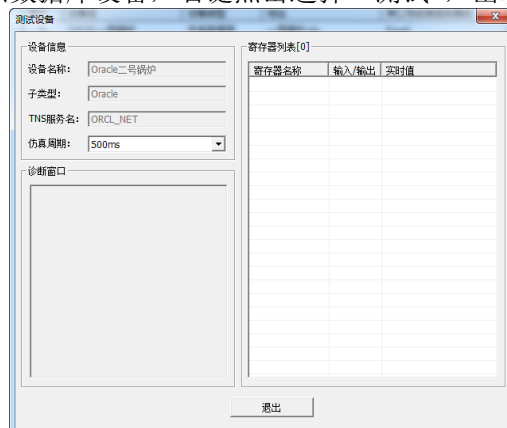 测试设备
设备信息
设备名称: Oracle二号锅炉
子类型: Oracle
TNS服务名: ORCL_NET
仿真周期: 500ms
诊断窗口
寄存器列表[0]
寄存器名称 输入/输出 实时值
退出